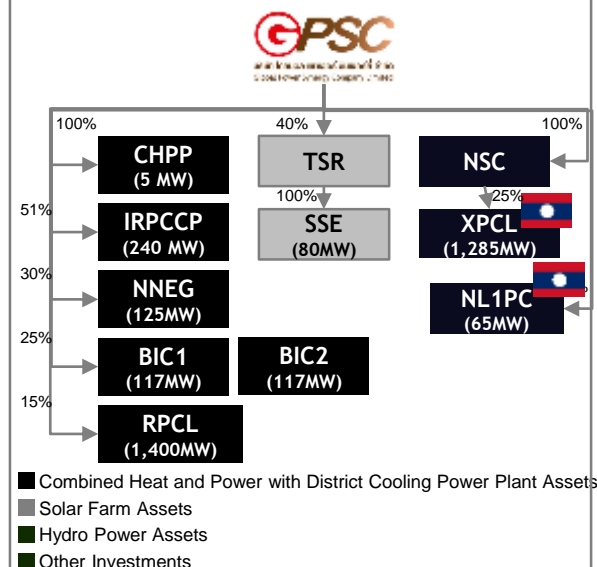 GPSC
100%
40%
100%
CHPP
(5 MW)
TSR
NSC
100%
25%
51%
IRPCCP
(240 MW)
SSE
(80MW)
XPCL
(1,285MW)
30%
NNEG
(125MW)
NL1PC
(65MW)
25%
BIC1
(117MW)
BIC2
(117MW)
15%
RPCL
(1,400MW)
Combined Heat and Power with District Cooling Power Plant Assets
Solar Farm Assets
Hydro Power Assets
Other Investments